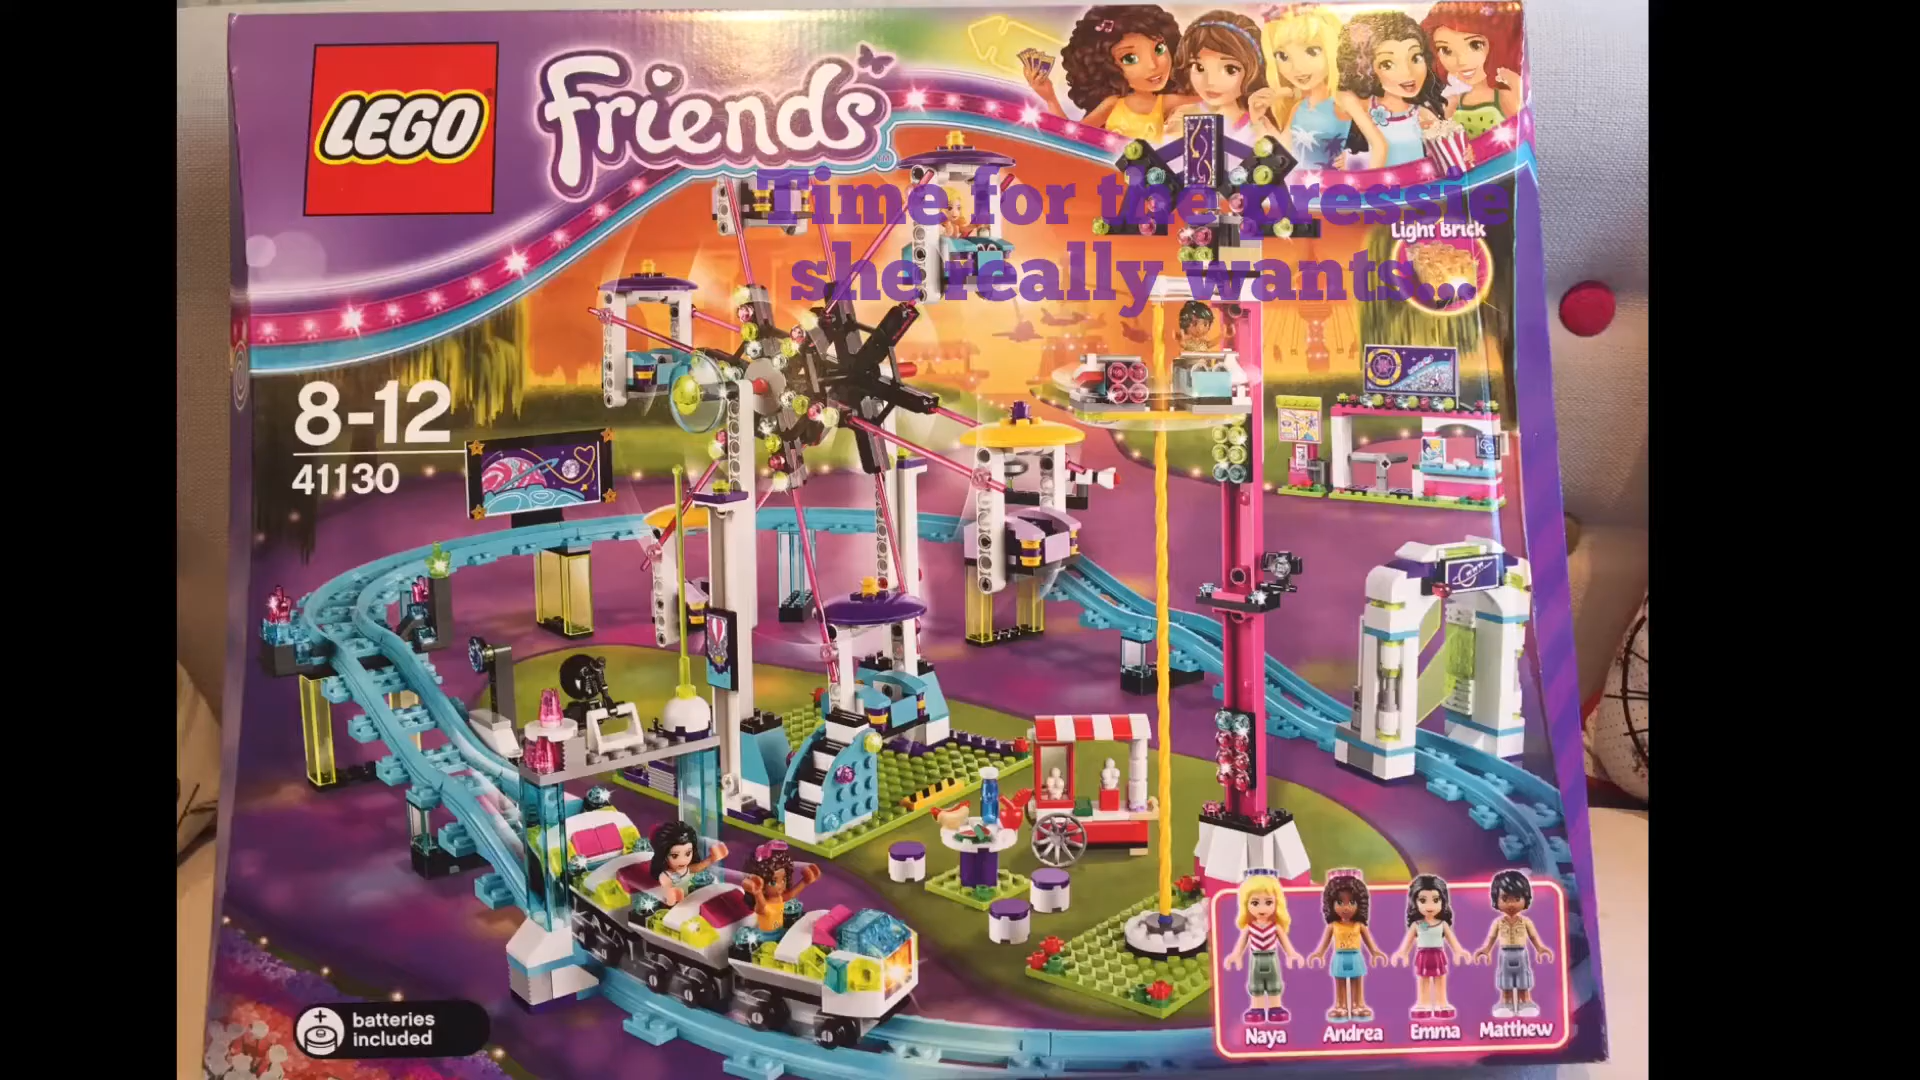 LEGO
friends
TM
Time for the pressie
she really wants...
Light Brick
8-12
41130
batteries
included
Naya Andrea Emma Matthew